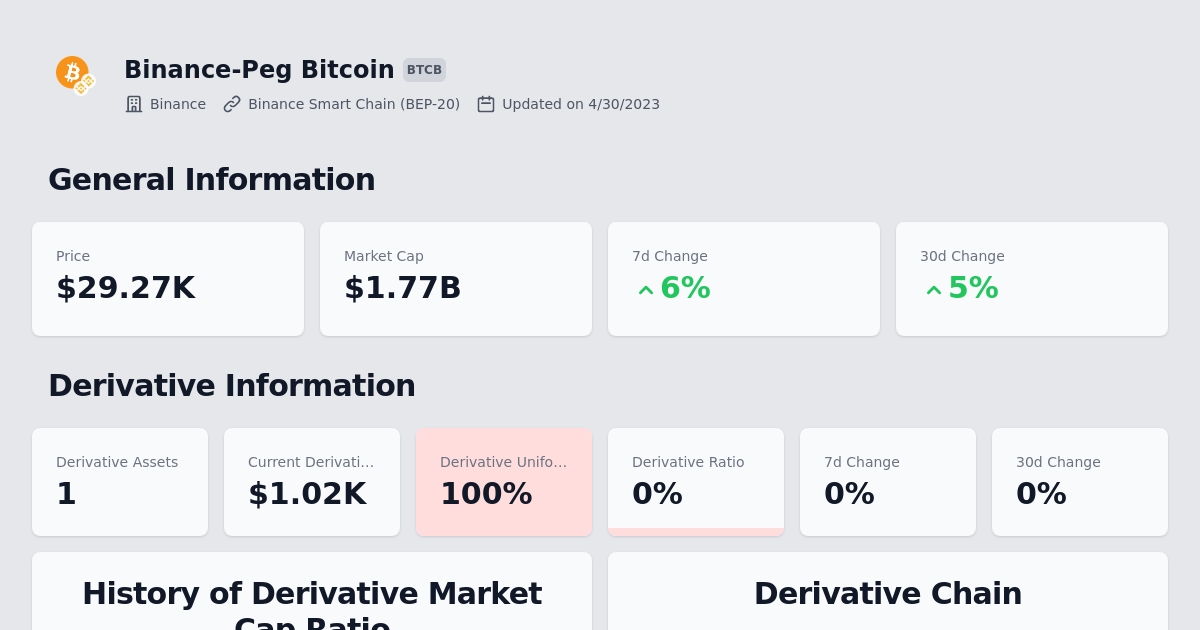 Binance-Peg Bitcoin BTCB
Binance Binance Smart Chain (BEP-20) Updated on 4/30/2023
General Information
Price
$29.27K
Market Cap
$1.77B
7d Change
6%
30d Change
5%
Derivative Information
Derivative Assets
1
Current Derivati...
$1.02K
Derivative Unifo...
100%
Derivative Ratio
0%
7d Change
0%
30d Change
0%
History of Derivative Market
Cap Ratio
Derivative Chain